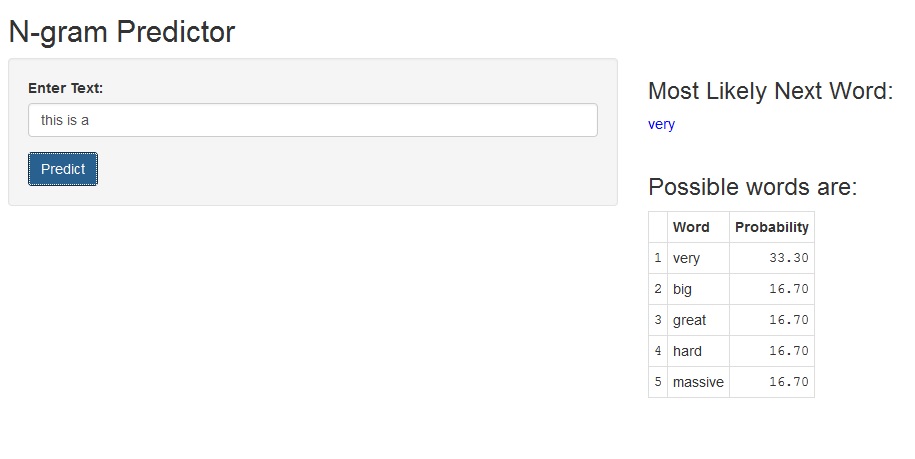 N-gram Predictor
Enter Text:
this is a
Predict
Most Likely Next Word:
very
Possible words are:
Word Probability
1 very 33.30
2 big 16.70
3 great 16.70
4 hard 16.70
5 massive 16.70